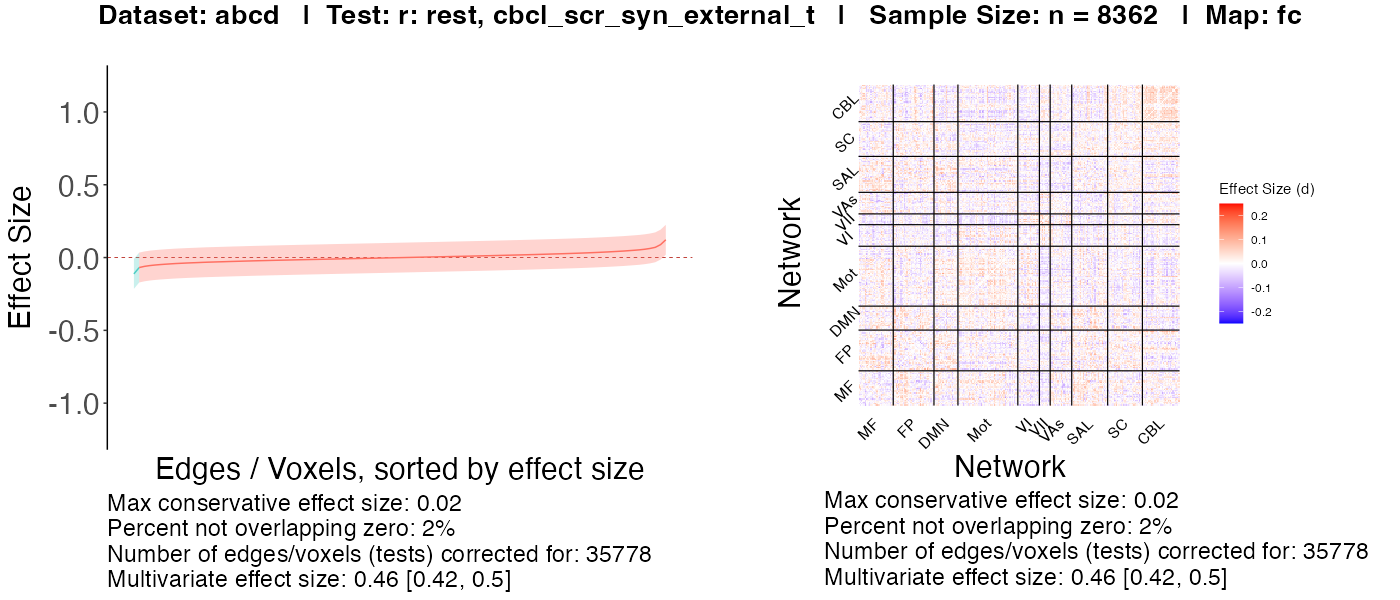 Dataset: abcd | Test: r: rest, cbcl_scr_syn_external_t | Sample Size: n = 8362 | Map: fc
1.0
0.5
0.0
-0.5
-1.0
Effect Size
Edges / Voxels, sorted by effect size
Max conservative effect size: 0.02
Percent not overlapping zero: 2%
Number of edges/voxels (tests) corrected for: 35778
Multivariate effect size: 0.46 [0.42, 0.5]
Network
CBL
SC
SAL
VAs
VII
VI
Mot
DMN
FP
MF
MF
FP
DMN
Mot
VI
VII
VAs
SAL
SC
CBL
Network
Effect Size (d)
0.2
0.1
0.0
-0.1
-0.2
Max conservative effect size: 0.02
Percent not overlapping zero: 2%
Number of edges/voxels (tests) corrected for: 35778
Multivariate effect size: 0.46 [0.42, 0.5]